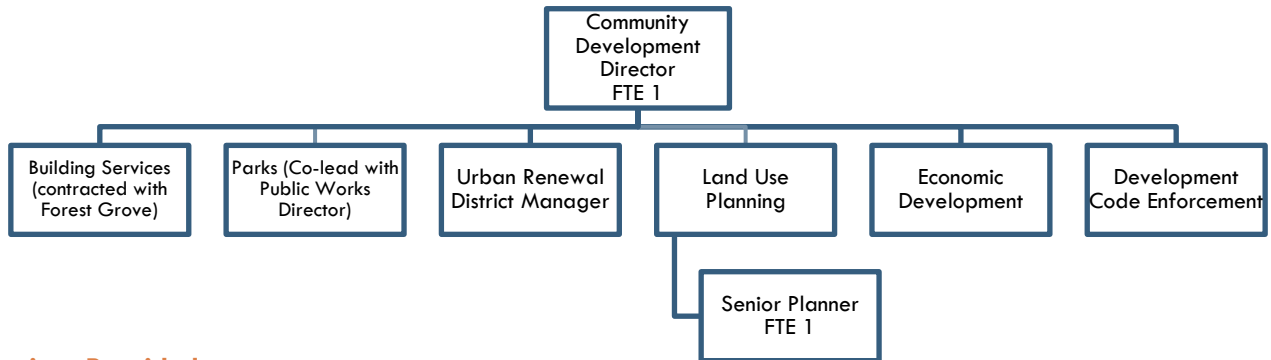 Community
Development
Director
FTE 1
Building Services
(contracted with
Forest Grove)
Parks (Co-lead with
Public Works
Director)
Urban Renewal
District Manager
Land Use
Planning
Economic
Development
Development
Code Enforcement
Senior Planner
FTE 1